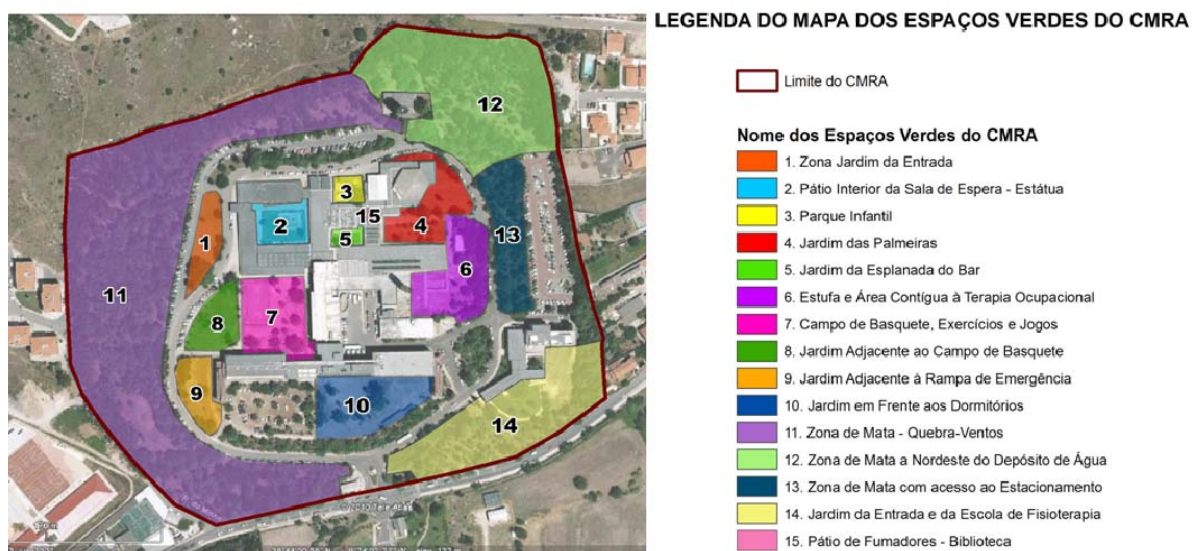 LEGENDA DO MAPA DOS ESPAÇOS VERDES DO CMRA
Limite do CMRA
Nome dos Espaços Verdes do CMRA
1. Zona Jardim da Entrada
2. Pátio Interior da Sala de Espera - Estátua
3. Parque Infantil
4. Jardim das Palmeiras
5. Jardim da Esplanada do Bar
6. Estufa e Área Contígua à Terapia Ocupacional
7. Campo de Basquete, Exercícios e Jogos
8. Jardim Adjacente ao Campo de Basquete
9. Jardim Adjacente à Rampa de Emergência
10. Jardim em Frente aos Dormitórios
11. Zona de Mata - Quebra-Ventos
12. Zona de Mata a Nordeste do Depósito de Água
13. Zona de Mata com acesso ao Estacionamento
14. Jardim da Entrada e da Escola de Fisioterapia
15. Pátio de Fumadores - Biblioteca
12
3
15
2
4
1
5
13
6
11
7
8
9
10
14